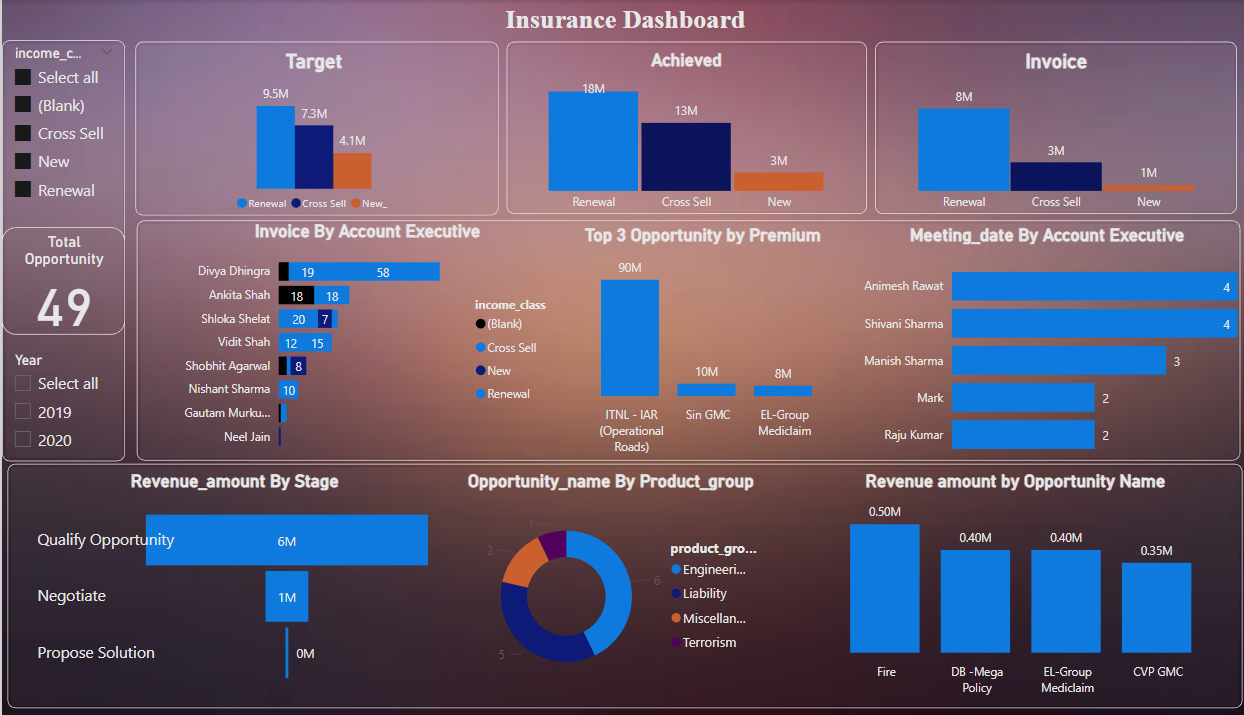 Insurance Dashboard
income_c...
Select all
(Blank)
Cross Sell
New
Renewal
Target
9.5M
7.3M
4.1M
Renewal
Cross Sell
New_
Achieved
18M
13M
3M
Renewal
Cross Sell
New
Invoice
8M
3M
1M
Renewal
Cross Sell
New
Total
Opportunity
49
Year
Select all
2019
2020
Invoice By Account Executive
Divya Dhingra 19 58
Ankita Shah 18 18
Shloka Shelat 20 7
Vidit Shah 12 15
Shobhit Agarwal 8
Nishant Sharma 10
Gautam Murku...
Neel Jain
income_class
(Blank)
Cross Sell
New
Renewal
Top 3 Opportunity by Premium
90M
10M
8M
ITNL - IAR
(Operational
Roads)
Sin GMC
EL-Group
Mediclaim
Meeting_date By Account Executive
Animesh Rawat 4
Shivani Sharma 4
Manish Sharma 3
Mark 2
Raju Kumar 2
Revenue_amount By Stage
Qualify Opportunity 6M
Negotiate 1M
Propose Solution 0M
Opportunity_name By Product_group
1
2
6
5
product_gro...
Engineeri...
Liability
Miscellan...
Terrorism
Revenue amount by Opportunity Name
0.50M
0.40M
0.40M
0.35M
Fire
DB -Mega
Policy
EL-Group
Mediclaim
CVP GMC